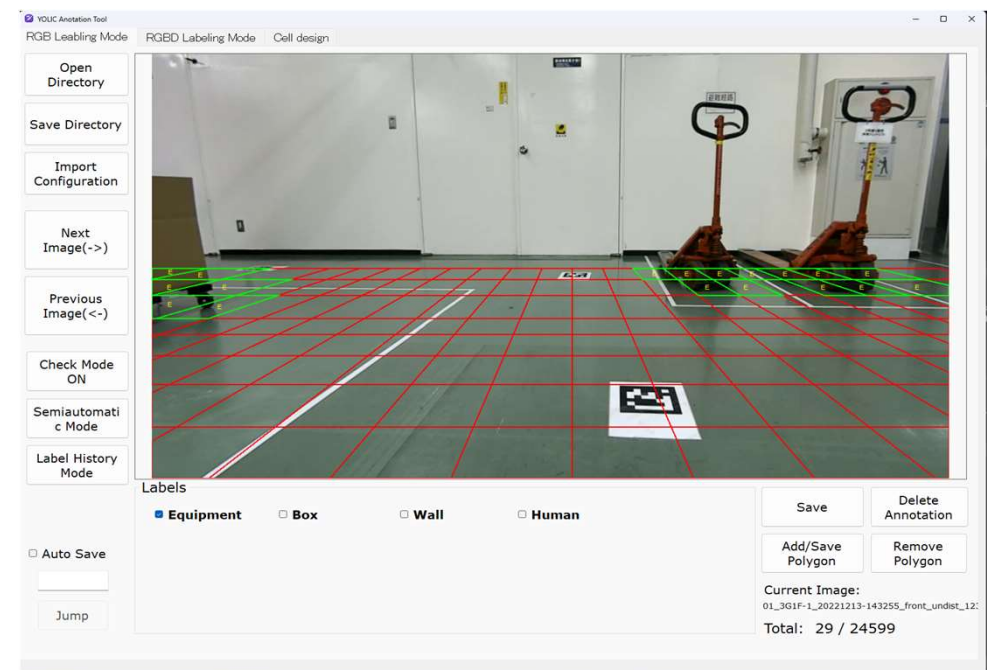 YOLIC Anotation Tool
RGB Leabling Mode
RGBD Labeling Mode
Cell design
Open
Directory
Save Directory
Import
Configuration
Next
Image(->)
Previous
Image(<-)
Check Mode
ON
Semiautomati
c Mode
Label History
Mode
Auto Save
Jump
E E E E E E E E
E E E E E
E E
Labels
Equipment
Box
Wall
Human
Save
Delete
Annotation
Add/Save
Polygon
Remove
Polygon
Current Image:
01_3G1F-1_20221213-143255_front_undist_12
Total: 29 / 24599